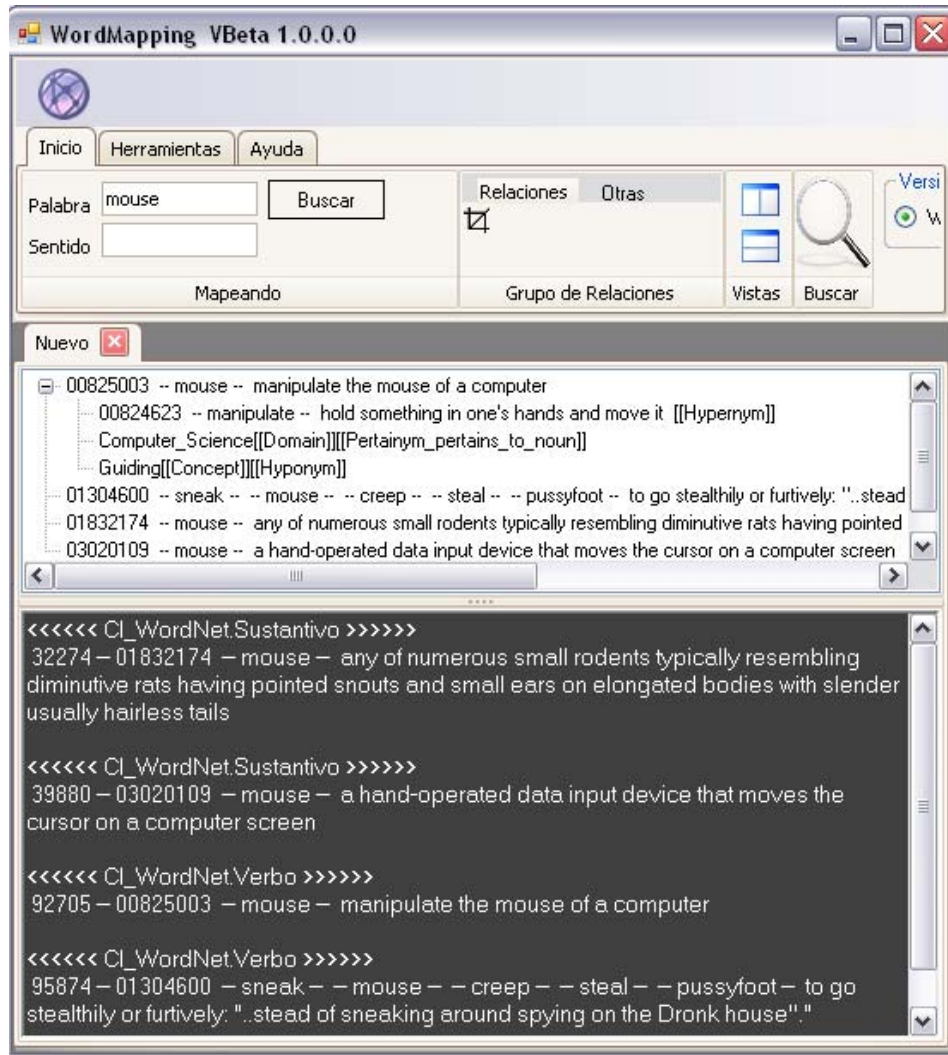 WordMapping VBeta 1.0.0.0
Inicio Herramientas Ayuda
Palabra mouse Buscar
Sentido
Mapeando
Relaciones Otras
Grupo de Relaciones
Vistas
Buscar
Versi
W
Nuevo
00825003 -- mouse -- manipulate the mouse of a computer
00824623 -- manipulate -- hold something in one's hands and move it [[Hypernym]]
Computer_Science[[Domain]][[Pertainym_pertains_to_noun]]
Guiding[[Concept]][[Hyponym]]
01304600 -- sneak -- -- mouse -- -- creep -- -- steal -- -- pussyfoot -- to go stealthily or furtively: "..stead
01832174 -- mouse -- any of numerous small rodents typically resembling diminutive rats having pointed
03020109 -- mouse -- a hand-operated data input device that moves the cursor on a computer screen
<<<<<< Cl_WordNet.Sustantivo >>>>>>
32274 – 01832174 – mouse – any of numerous small rodents typically resembling
diminutive rats having pointed snouts and small ears on elongated bodies with slender
usually hairless tails
<<<<<< Cl_WordNet.Sustantivo >>>>>>
39880 – 03020109 – mouse – a hand-operated data input device that moves the
cursor on a computer screen
<<<<<< Cl_WordNet.Verbo >>>>>>
92705 – 00825003 – mouse – manipulate the mouse of a computer
<<<<<< Cl_WordNet.Verbo >>>>>>
95874 – 01304600 – sneak – – mouse – – creep – – steal – – pussyfoot – to go
stealthily or furtively: "..stead of sneaking around spying on the Dronk house"."